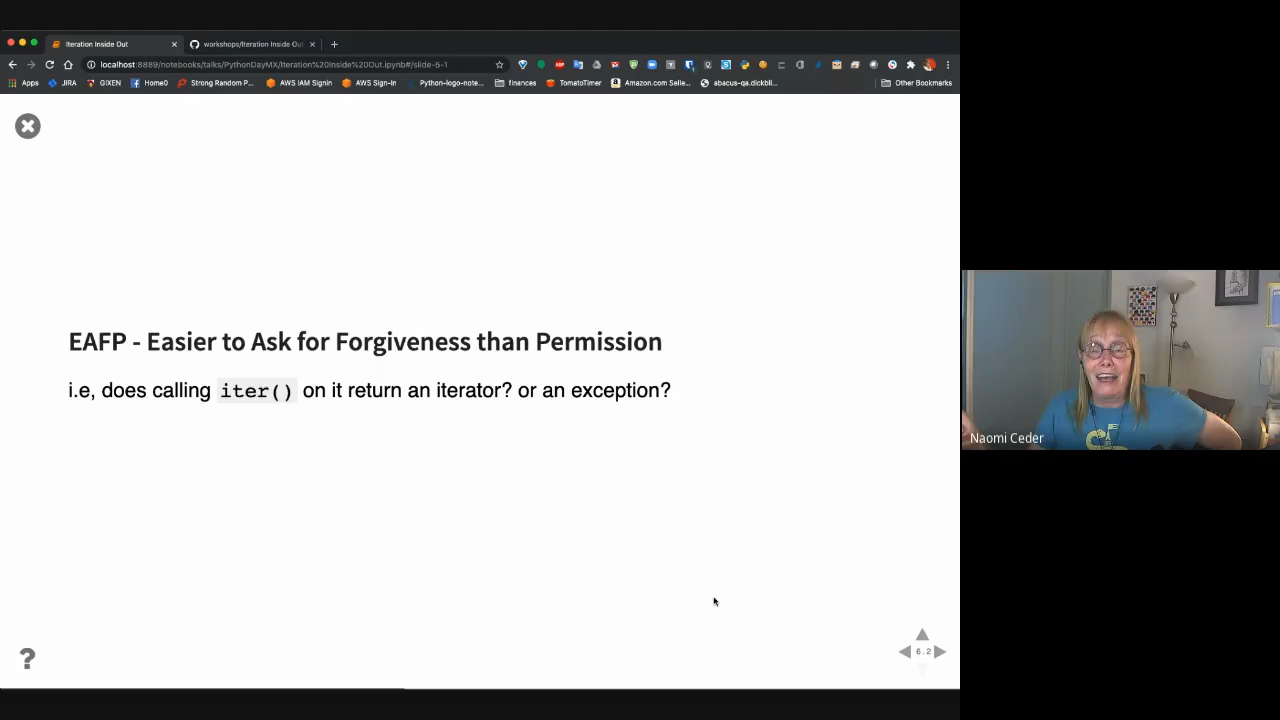 Iteration Inside Out
workshops/Iteration Inside Ou
localhost:8889/notebooks/talks/PythonDayMX/Iteration%20Inside%20Out.ipynb#/slide-5-1
Apps
JIRA
GIXEN
Home0
Strong Random P...
AWS IAM Signin
AWS Sign-In
Python-logo-note...
finances
TomatoTimer
Amazon.com Selle...
abacus-qa.dickbli...
Other Bookmarks
EAFP - Easier to Ask for Forgiveness than Permission
i.e, does calling iter() on it return an iterator? or an exception?
Naomi Ceder
?
6.2